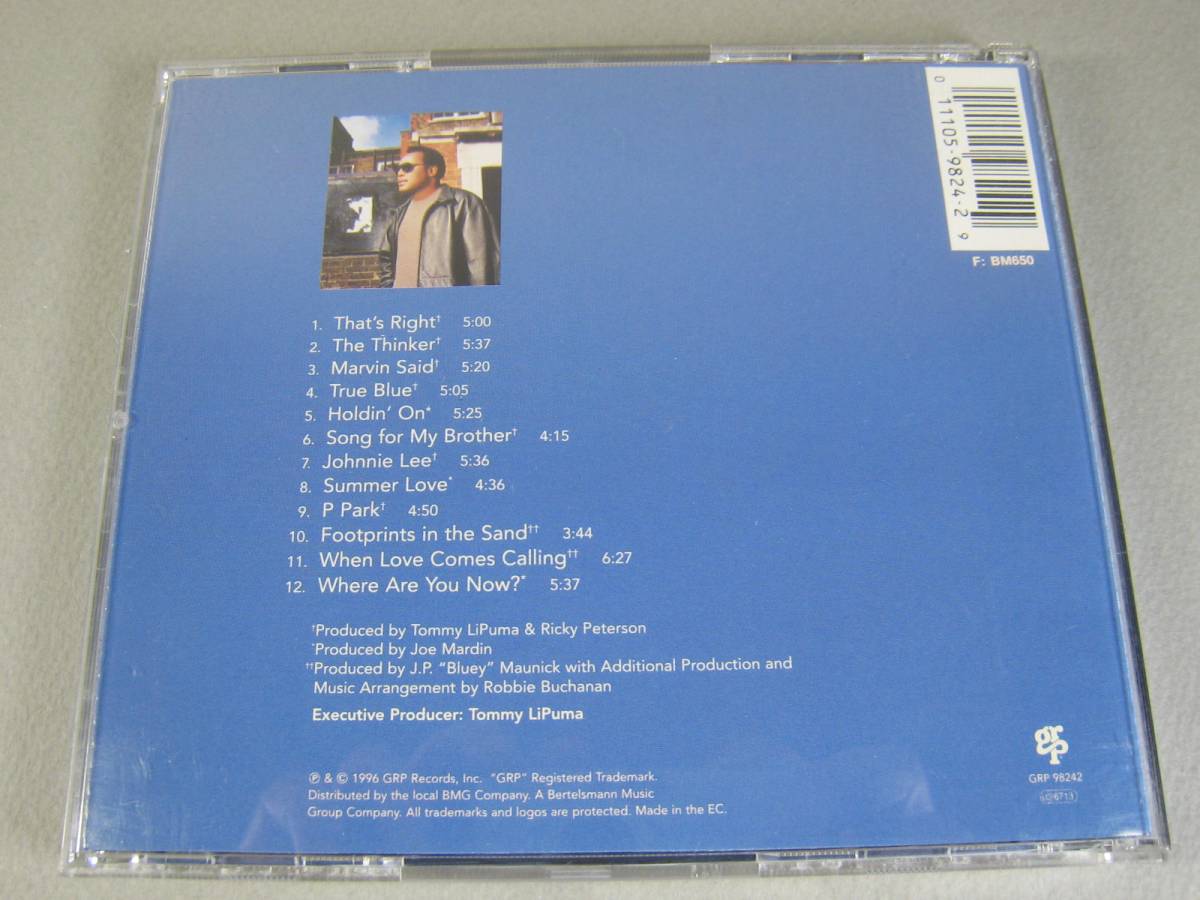 0 11105-9824-2 9
F: BM650
1. That's Right† 5:00
2. The Thinker† 5:37
3. Marvin Said† 5:20
4. True Blue† 5:05
5. Holdin' On* 5:25
6. Song for My Brother† 4:15
7. Johnnie Lee† 5:36
8. Summer Love* 4:36
9. P Park† 4:50
10. Footprints in the Sand†† 3:44
11. When Love Comes Calling†† 6:27
12. Where Are You Now?* 5:37
†Produced by Tommy LiPuma & Ricky Peterson
*Produced by Joe Mardin
††Produced by J.P. "Bluey" Maunick with Additional Production and
Music Arrangement by Robbie Buchanan
Executive Producer: Tommy LiPuma
℗ & © 1996 GRP Records, Inc. "GRP" Registered Trademark.
Distributed by the local BMG Company. A Bertelsmann Music
Group Company. All trademarks and logos are protected. Made in the EC.
grp
GRP 98242